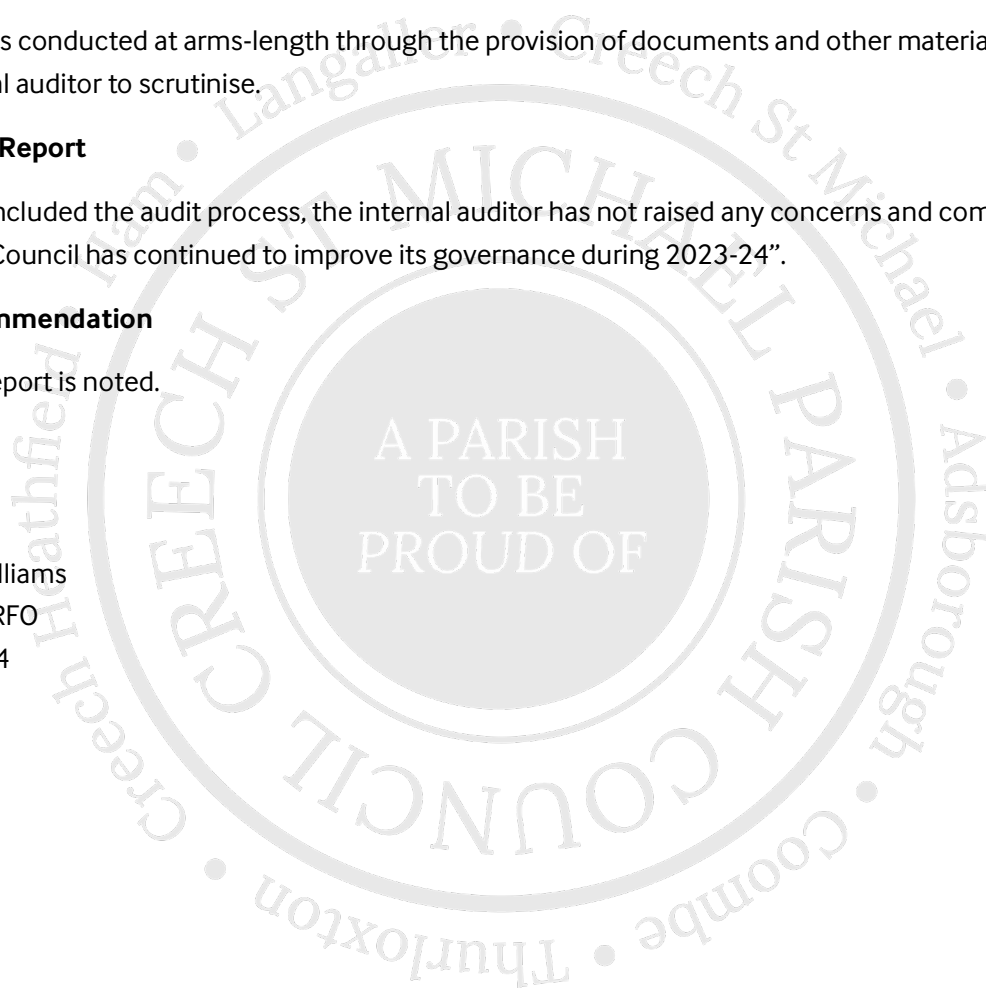 s conducted at arms-length through the provision of documents and other materia
l auditor to scrutinise.
Report
ncluded the audit process, the internal auditor has not raised any concerns and com
Council has continued to improve its governance during 2023-24”.
mmendation
eport is noted.
lliams
RFO
4
CREECH ST MICHAEL PARISH COUNCIL
A PARISH
TO BE
PROUD OF
Creech Heathfield • Ham • Langaller • Creech St Michael • Adsborough • Coombe • Thurloxton •